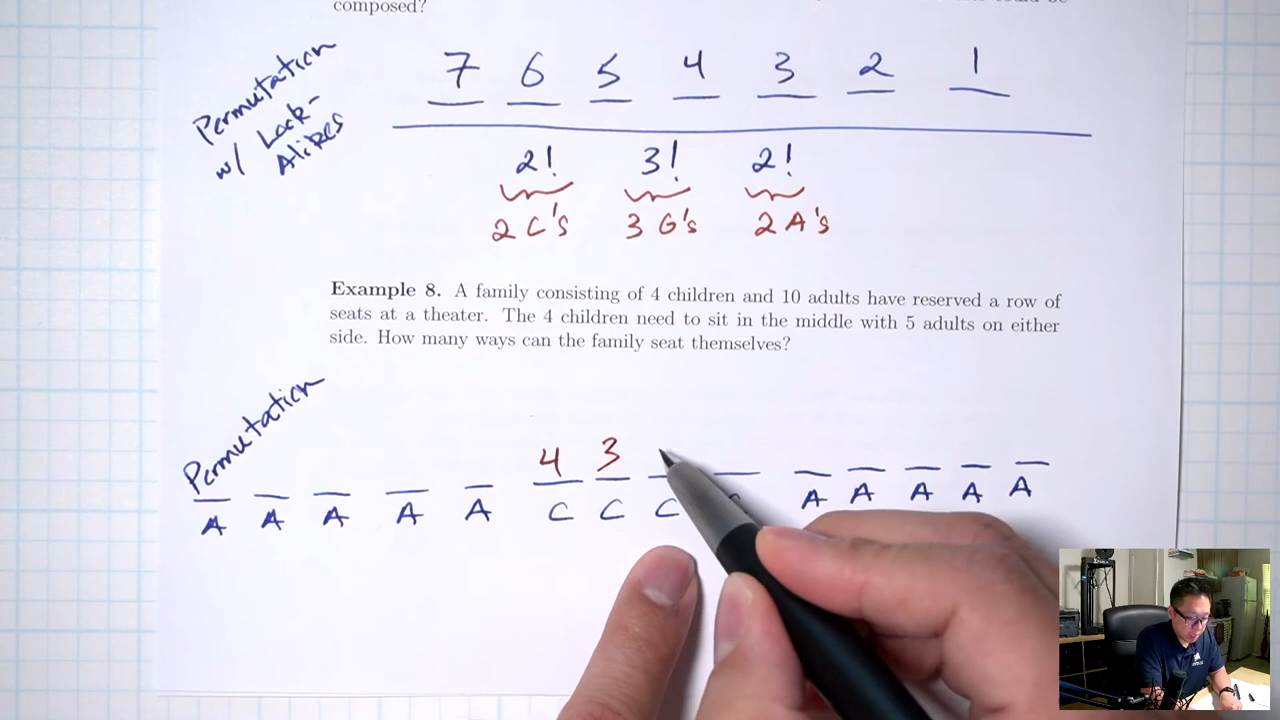 composed?
Permutation
w/ Look-
Alikes
7 6 5 4 3 2 1
2! 3! 2!
2 C's 3 G's 2 A's
Example 8. A family consisting of 4 children and 10 adults have reserved a row of
seats at a theater. The 4 children need to sit in the middle with 5 adults on either
side. How many ways can the family seat themselves?
Permutation
4 3
A A A A A C C C C A A A A A